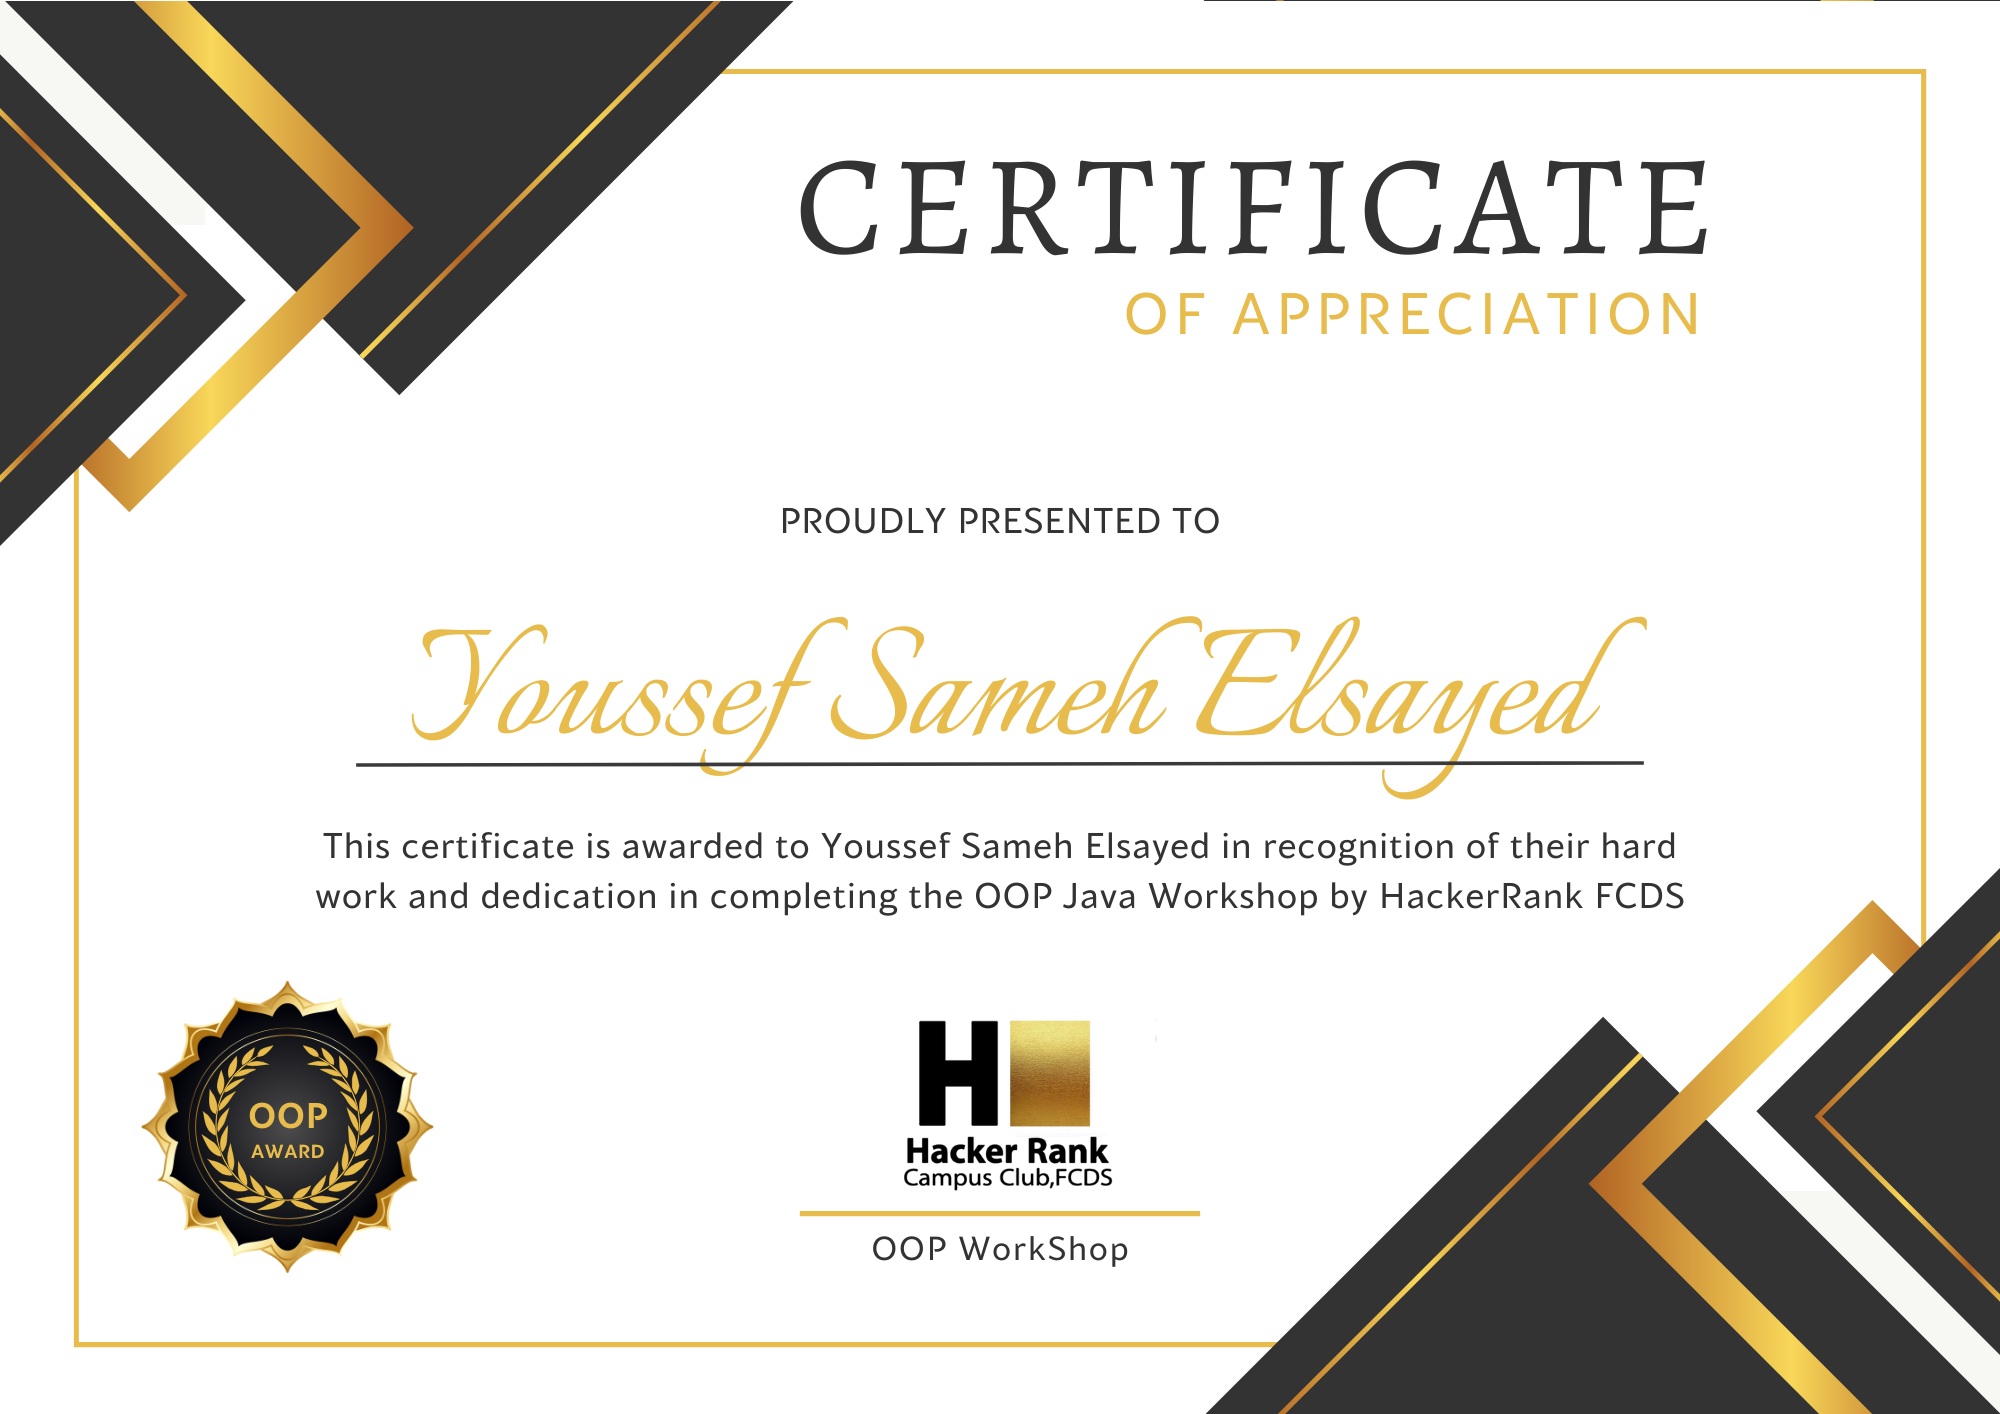 CERTIFICATE
OF APPRECIATION
PROUDLY PRESENTED TO
Youssef Sameh Elsayed
This certificate is awarded to Youssef Sameh Elsayed in recognition of their hard
work and dedication in completing the OOP Java Workshop by HackerRank FCDS
OOP
AWARD
H
Hacker Rank
Campus Club,FCDS
OOP WorkShop